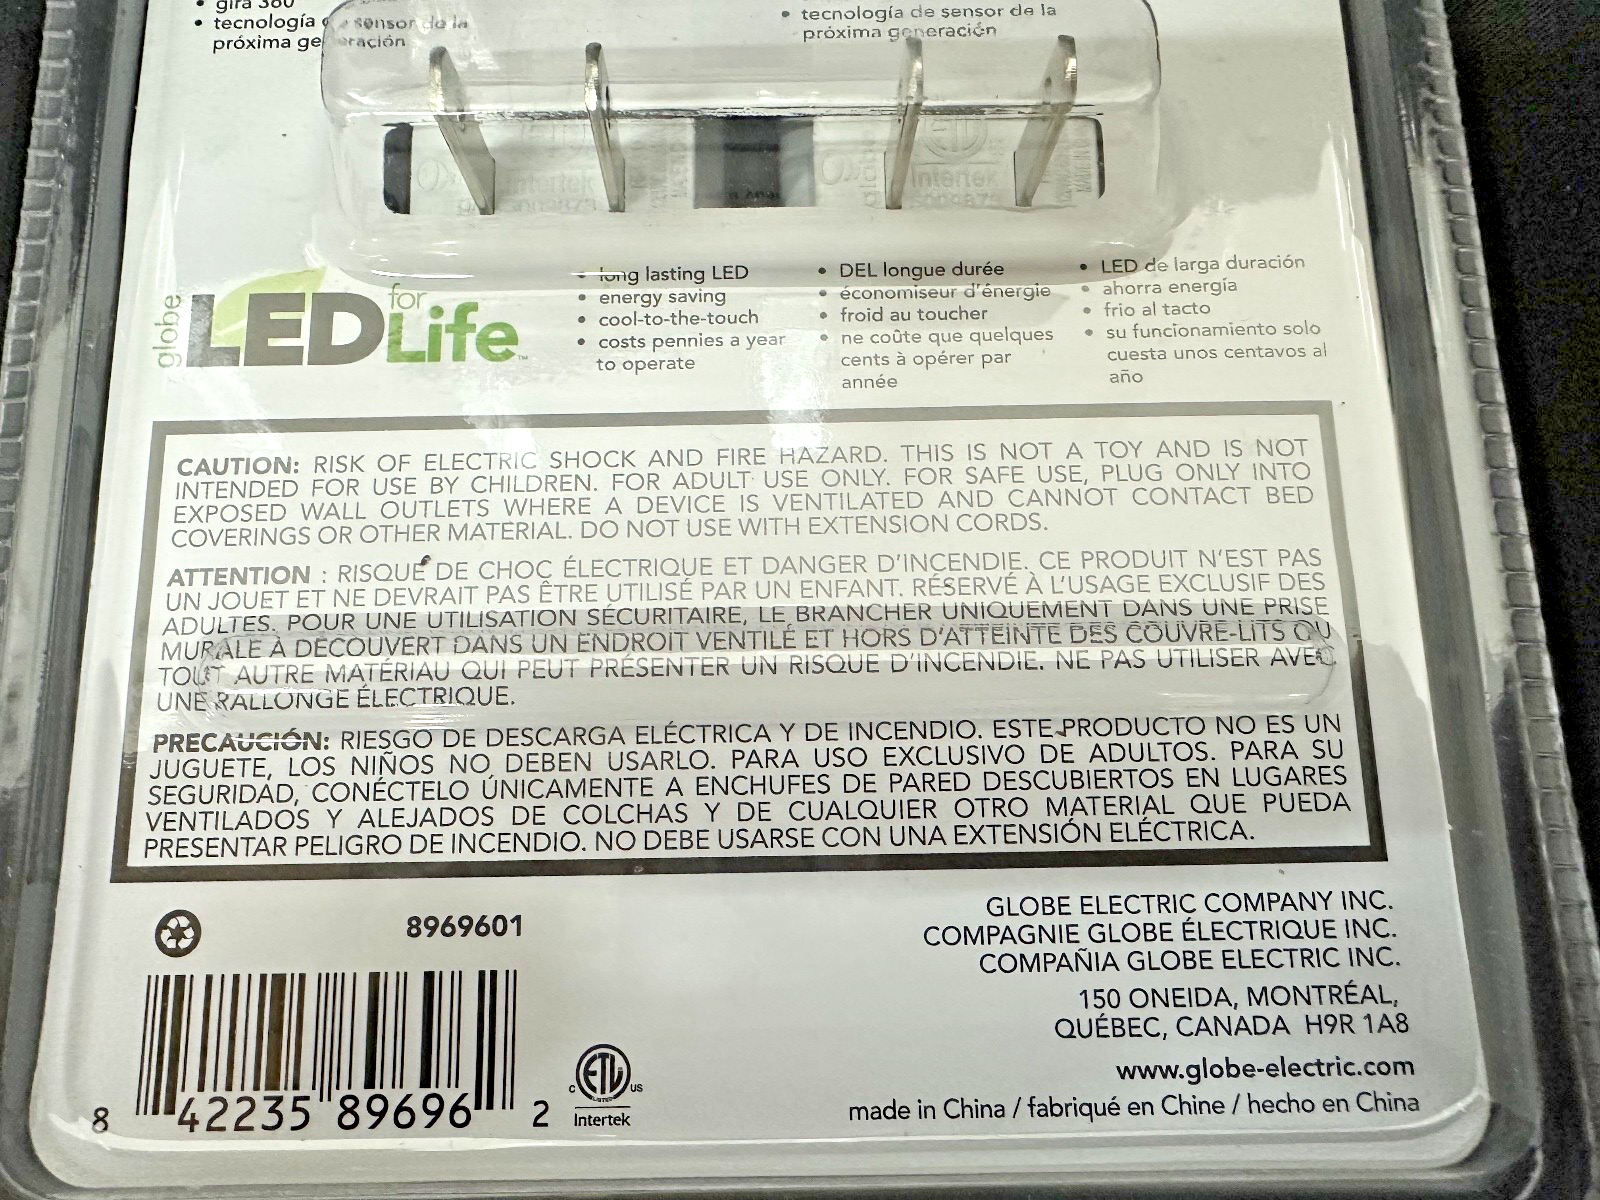 • gira 360
• tecnología de sensor de la
próxima generación
• tecnología de sensor de la
próxima generación
Intertek
Intertek
globe
LED for Life™
• long lasting LED
• energy saving
• cool-to-the-touch
• costs pennies a year
to operate
• DEL longue durée
• économiseur d'énergie
• froid au toucher
• ne coûte que quelques
cents à opérer par
année
• LED de larga duración
• ahorra energía
• frio al tacto
• su funcionamiento solo
cuesta unos centavos al
año
CAUTION: RISK OF ELECTRIC SHOCK AND FIRE HAZARD. THIS IS NOT A TOY AND IS NOT
INTENDED FOR USE BY CHILDREN. FOR ADULT USE ONLY. FOR SAFE USE, PLUG ONLY INTO
EXPOSED WALL OUTLETS WHERE A DEVICE IS VENTILATED AND CANNOT CONTACT BED
COVERINGS OR OTHER MATERIAL. DO NOT USE WITH EXTENSION CORDS.
ATTENTION : RISQUE DE CHOC ÉLECTRIQUE ET DANGER D'INCENDIE. CE PRODUIT N'EST PAS
UN JOUET ET NE DEVRAIT PAS ÊTRE UTILISÉ PAR UN ENFANT. RÉSERVÉ À L'USAGE EXCLUSIF DES
ADULTES. POUR UNE UTILISATION SÉCURITAIRE, LE BRANCHER UNIQUEMENT DANS UNE PRISE
MURALE À DÉCOUVERT DANS UN ENDROIT VENTILÉ ET HORS D'ATTEINTE DES COUVRE-LITS OU
TOUT AUTRE MATÉRIAU QUI PEUT PRÉSENTER UN RISQUE D'INCENDIE. NE PAS UTILISER AVEC
UNE RALLONGE ÉLECTRIQUE.
PRECAUCIÓN: RIESGO DE DESCARGA ELÉCTRICA Y DE INCENDIO. ESTE PRODUCTO NO ES UN
JUGUETE, LOS NIÑOS NO DEBEN USARLO. PARA USO EXCLUSIVO DE ADULTOS. PARA SU
SEGURIDAD, CONÉCTELO ÚNICAMENTE A ENCHUFES DE PARED DESCUBIERTOS EN LUGARES
VENTILADOS Y ALEJADOS DE COLCHAS Y DE CUALQUIER OTRO MATERIAL QUE PUEDA
PRESENTAR PELIGRO DE INCENDIO. NO DEBE USARSE CON UNA EXTENSIÓN ELÉCTRICA.
8969601
8 42235 89696 2
c ETL us
LISTED
Intertek
GLOBE ELECTRIC COMPANY INC.
COMPAGNIE GLOBE ÉLECTRIQUE INC.
COMPAÑIA GLOBE ELECTRIC INC.
150 ONEIDA, MONTRÉAL,
QUÉBEC, CANADA H9R 1A8
www.globe-electric.com
made in China / fabriqué en Chine / hecho en China